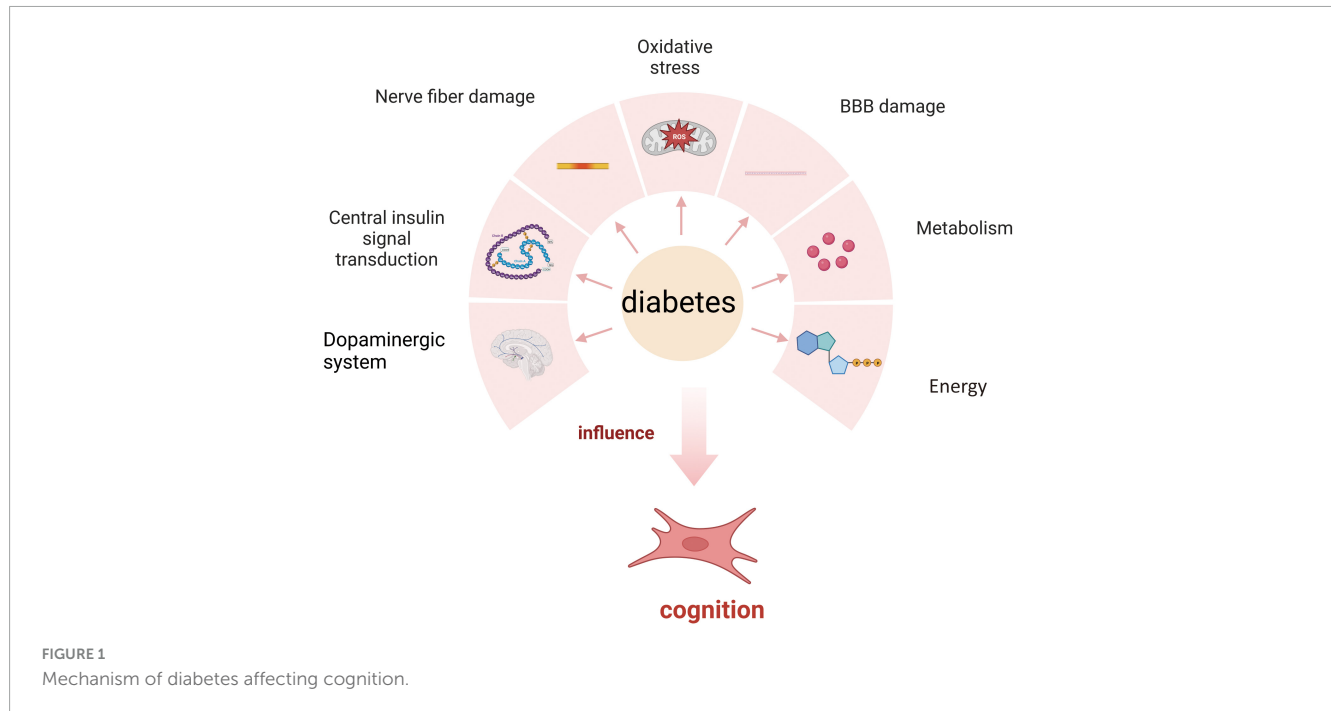 Oxidative
stress
Nerve fiber damage
BBB damage
ROS
Central insulin
signal
transduction
Metabolism
diabetes
Dopaminergic
system
P P P
Energy
influence
cognition
FIGURE 1
Mechanism of diabetes affecting cognition.